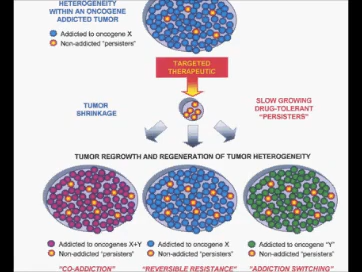 HETEROGENEITY
WITHIN AN ONCOGENE
ADDICTED TUMOR
Addicted to oncogene X
Non-addicted "persisters"
TARGETED
THERAPEUTIC
TUMOR
SHRINKAGE
SLOW GROWING
DRUG-TOLERANT
"PERSISTERS"
TUMOR REGROWTH AND REGENERATION OF TUMOR HETEROGENEITY
Addicted to oncogenes X+Y
Non-addicted "persisters"
Addicted to oncogene X
Non-addicted "persisters"
Addicted to oncogene "Y"
Non-addicted "persisters"
"CO-ADDICTION"
"REVERSIBLE RESISTANCE"
"ADDICTION SWITCHING"